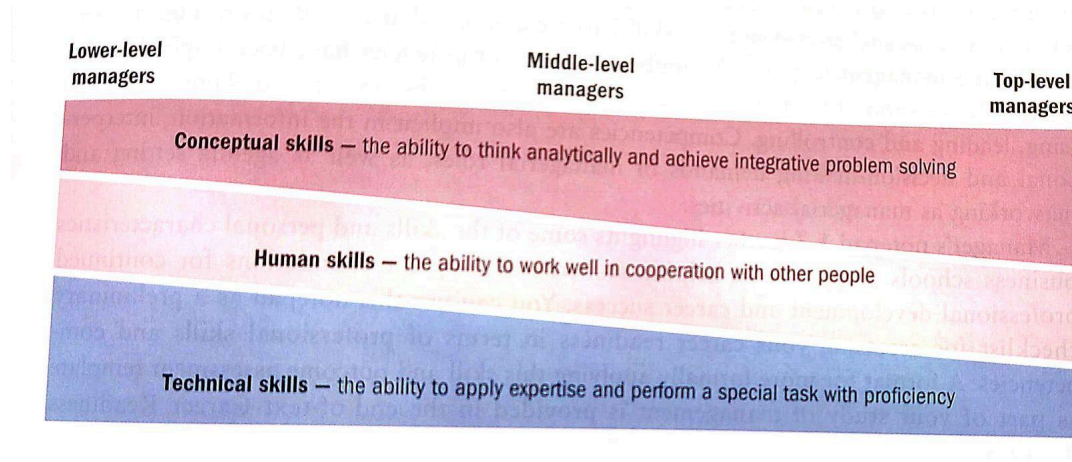 Lower-level
managers
Middle-level
managers
Top-level
managers
Conceptual skills — the ability to think analytically and achieve integrative problem solving
Human skills — the ability to work well in cooperation with other people
Technical skills — the ability to apply expertise and perform a special task with proficiency